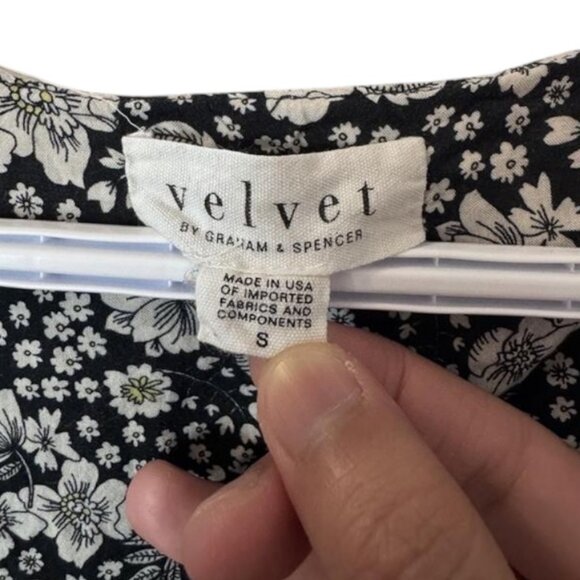 velvet
BY GRAHAM & SPENCER
MADE IN USA
OF IMPORTED
FABRICS AND
COMPONENTS
S